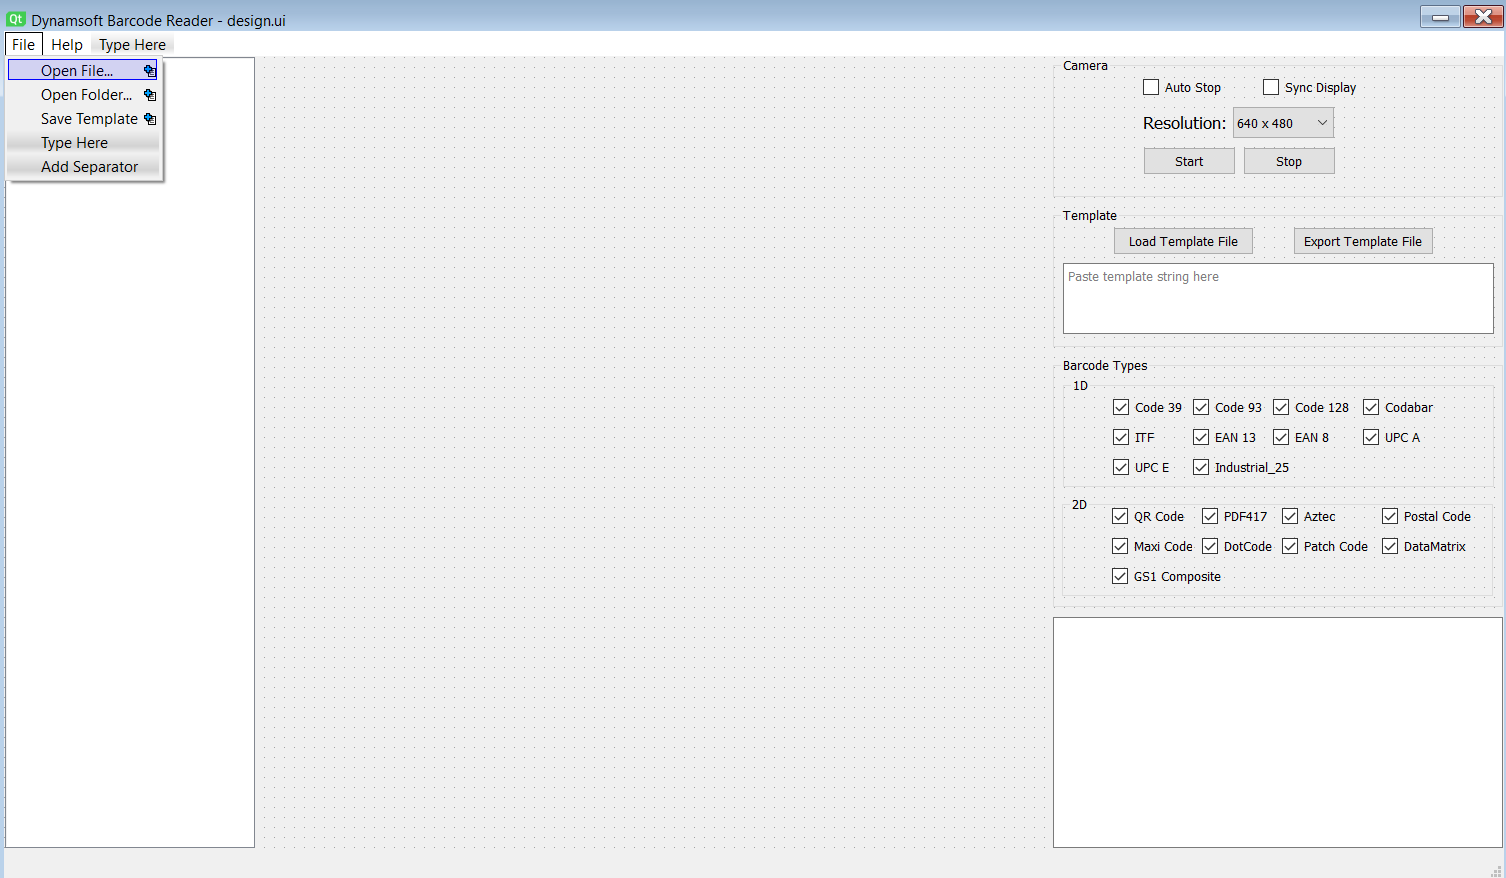 Qt Dynamsoft Barcode Reader - design.ui
File Help Type Here
Open File...
Open Folder...
Save Template
Type Here
Add Separator
Camera
Auto Stop Sync Display
Resolution: 640 x 480
Start Stop
Template
Load Template File Export Template File
Paste template string here
Barcode Types
1D
Code 39 Code 93 Code 128 Codabar
ITF EAN 13 EAN 8 UPC A
UPC E Industrial_25
2D
QR Code PDF417 Aztec Postal Code
Maxi Code DotCode Patch Code DataMatrix
GS1 Composite